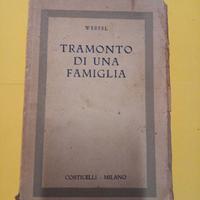 WERFEL
TRAMONTO
DI UNA
FAMIGLIA
CORTICELLI - MILANO